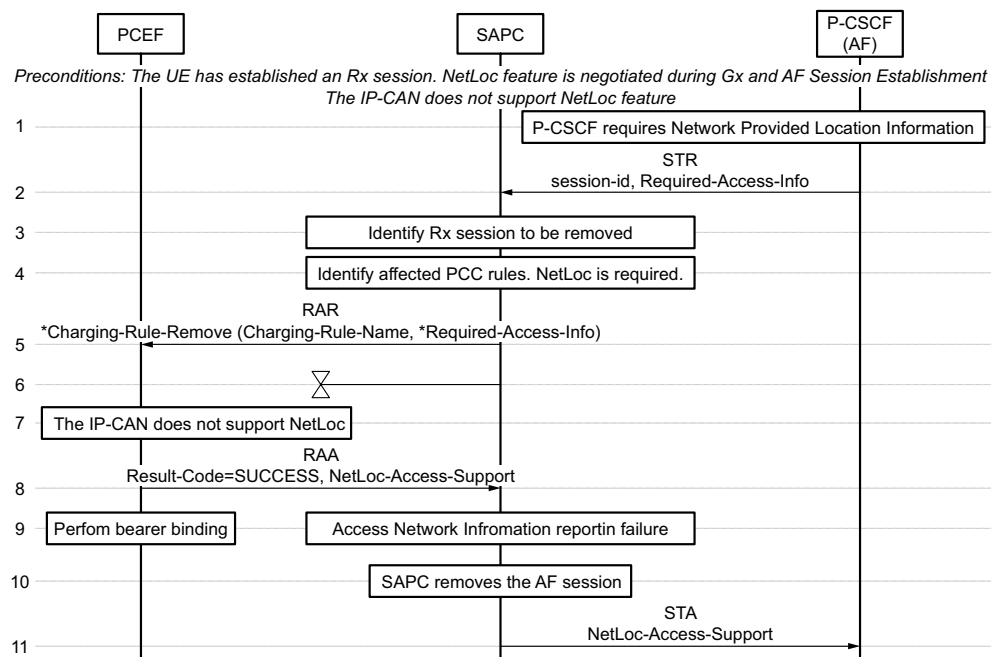 PCEF
SAPC
P-CSCF
(AF)
Preconditions: The UE has established an Rx session. NetLoc feature is negotiated during Gx and AF Session Establishment
The IP-CAN does not support NetLoc feature
1
P-CSCF requires Network Provided Location Information
STR
session-id, Required-Access-Info
2
3
Identify Rx session to be removed
4
Identify affected PCC rules. NetLoc is required.
RAR
*Charging-Rule-Remove (Charging-Rule-Name, *Required-Access-Info)
5
6
7
The IP-CAN does not support NetLoc
RAA
Result-Code=SUCCESS, NetLoc-Access-Support
8
9
Perfom bearer binding
Access Network Infromation reportin failure
10
SAPC removes the AF session
STA
NetLoc-Access-Support
11